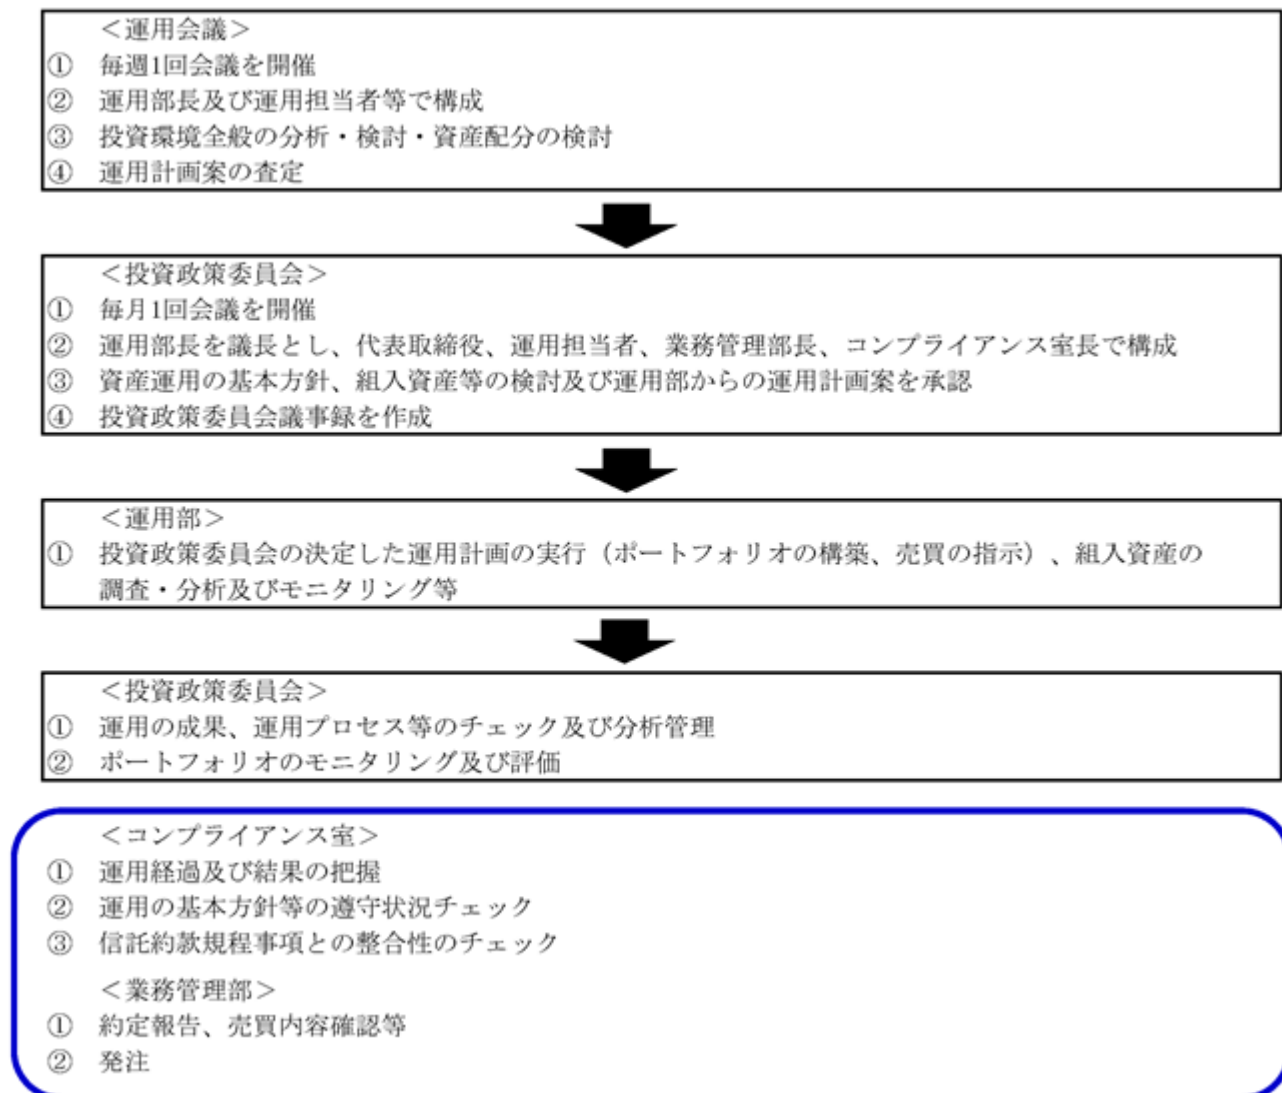 ＜運用会議＞
① 毎週1回会議を開催
② 運用部長及び運用担当者等で構成
③ 投資環境全般の分析・検討・資産配分の検討
④ 運用計画案の査定
＜投資政策委員会＞
① 毎月1回会議を開催
② 運用部長を議長とし、代表取締役、運用担当者、業務管理部長、コンプライアンス室長で構成
③ 資産運用の基本方針、組入資産等の検討及び運用部からの運用計画案を承認
④ 投資政策委員会議事録を作成
＜運用部＞
① 投資政策委員会の決定した運用計画の実行（ポートフォリオの構築、売買の指示）、組入資産の
調査・分析及びモニタリング等
＜投資政策委員会＞
① 運用の成果、運用プロセス等のチェック及び分析管理
② ポートフォリオのモニタリング及び評価
＜コンプライアンス室＞
① 運用経過及び結果の把握
② 運用の基本方針等の遵守状況チェック
③ 信託約款規程事項との整合性のチェック
＜業務管理部＞
① 約定報告、売買内容確認等
② 発注